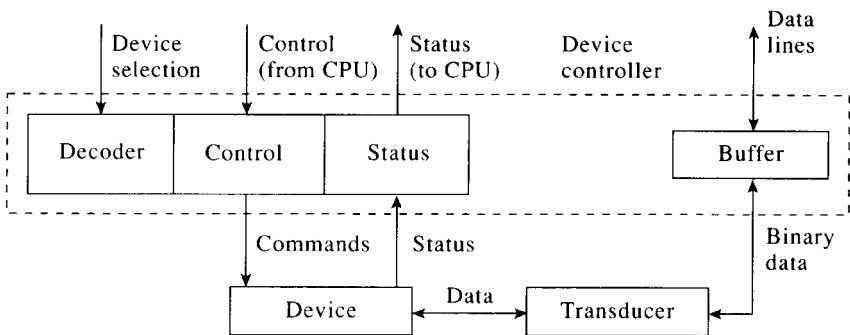 Device
selection
Control
(from CPU)
Status
(to CPU)
Device
controller
Data
lines
Decoder
Control
Status
Buffer
Commands
Status
Binary
data
Device
Data
Transducer